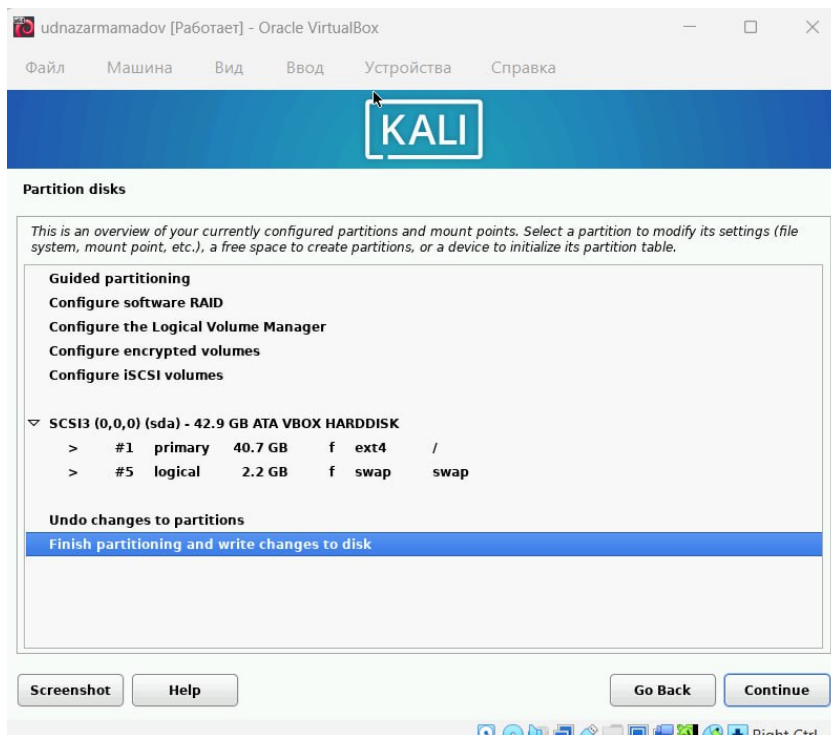 udnazarmamadov [Работает] - Oracle VirtualBox
Файл Машина Вид Ввод Устройства Справка
KALI
Partition disks
This is an overview of your currently configured partitions and mount points. Select a partition to modify its settings (file
system, mount point, etc.), a free space to create partitions, or a device to initialize its partition table.
Guided partitioning
Configure software RAID
Configure the Logical Volume Manager
Configure encrypted volumes
Configure iSCSI volumes
SCSI3 (0,0,0) (sda) - 42.9 GB ATA VBOX HARDDISK
> #1 primary 40.7 GB f ext4 /
> #5 logical 2.2 GB f swap swap
Undo changes to partitions
Finish partitioning and write changes to disk
Screenshot Help Go Back Continue
Right Ctrl